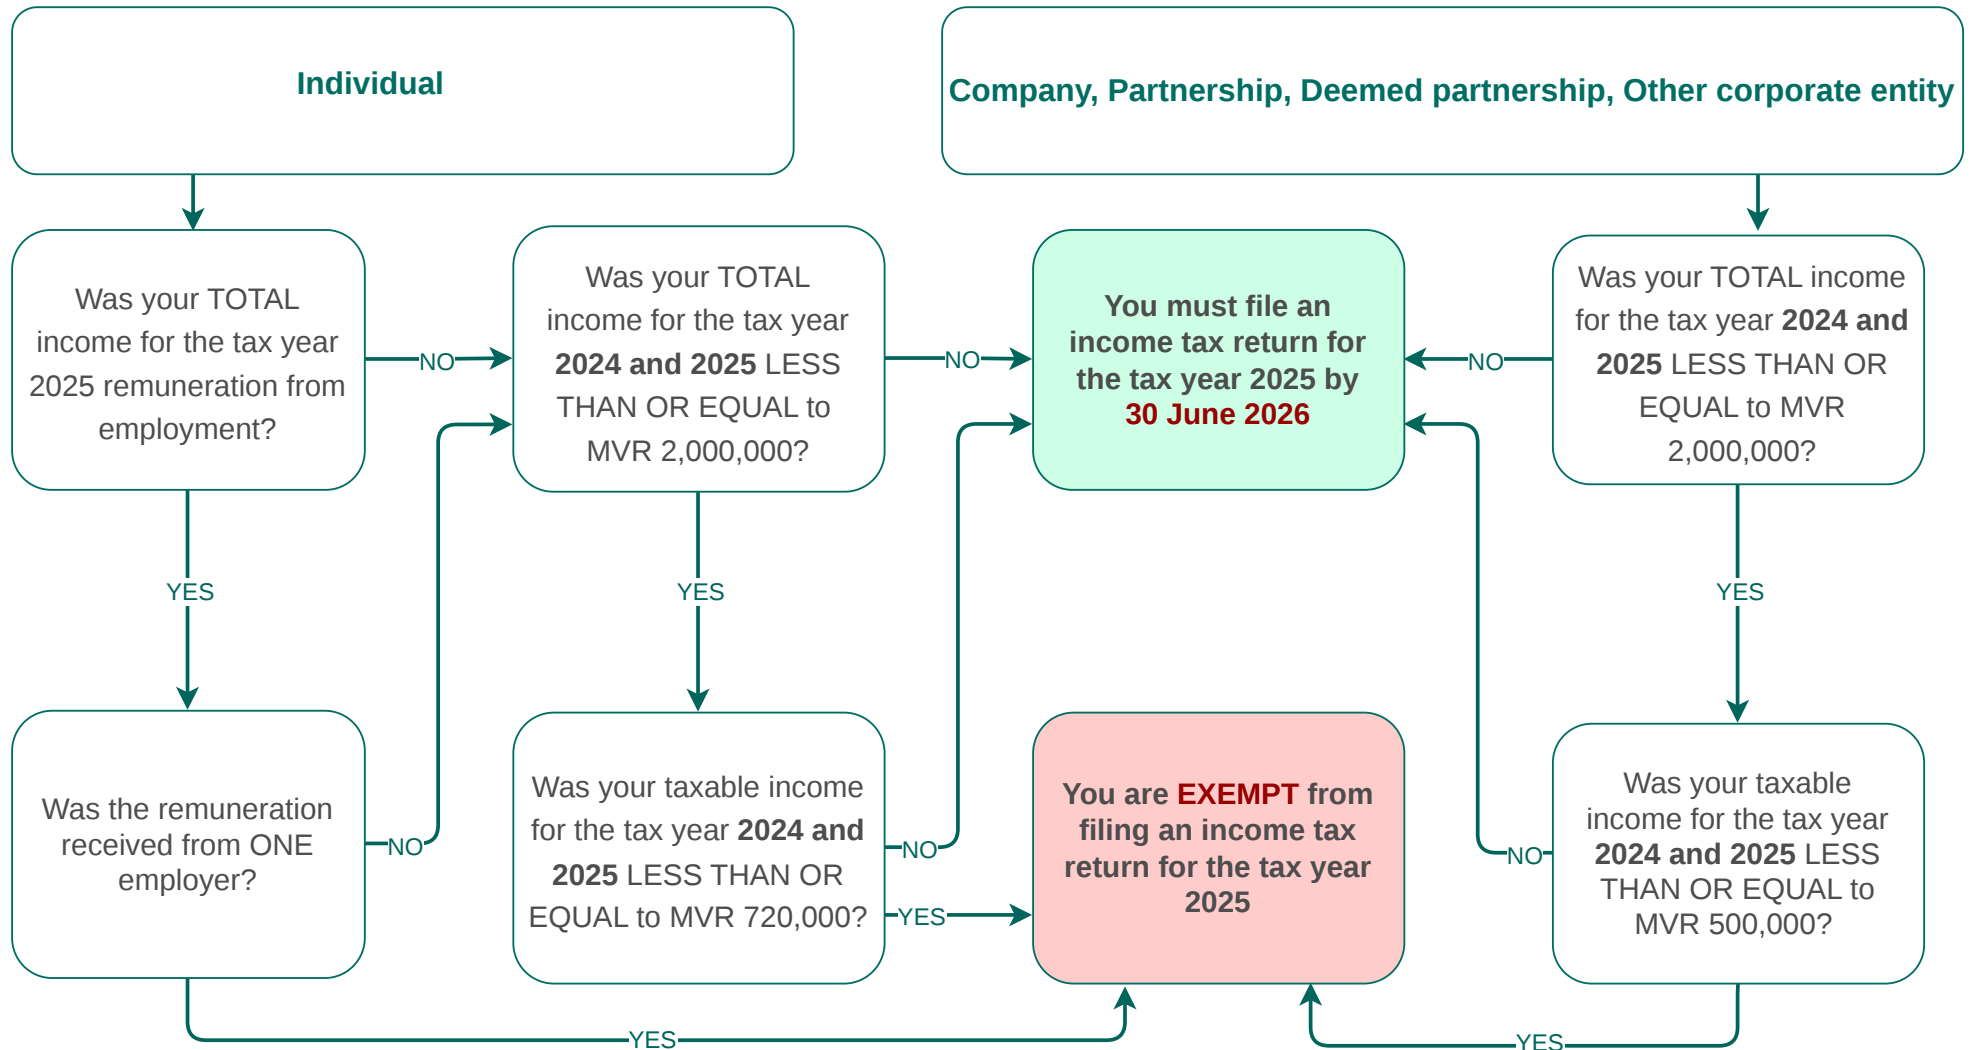 Individual
Company, Partnership, Deemed partnership, Other corporate entity
Was your TOTAL
income for the tax year
2025 remuneration from
employment?
NO
Was your TOTAL
income for the tax year
2024 and 2025 LESS
THAN OR EQUAL to
MVR 2,000,000?
NO
You must file an
income tax return for
the tax year 2025 by
30 June 2026
NO
Was your TOTAL income
for the tax year 2024 and
2025 LESS THAN OR
EQUAL to MVR
2,000,000?
YES
YES
YES
Was the remuneration
received from ONE
employer?
NO
Was your taxable income
for the tax year 2024 and
2025 LESS THAN OR
EQUAL to MVR 720,000?
NO
YES
You are EXEMPT from
filing an income tax
return for the tax year
2025
NO
Was your taxable
income for the tax year
2024 and 2025 LESS
THAN OR EQUAL to
MVR 500,000?
YES
YES